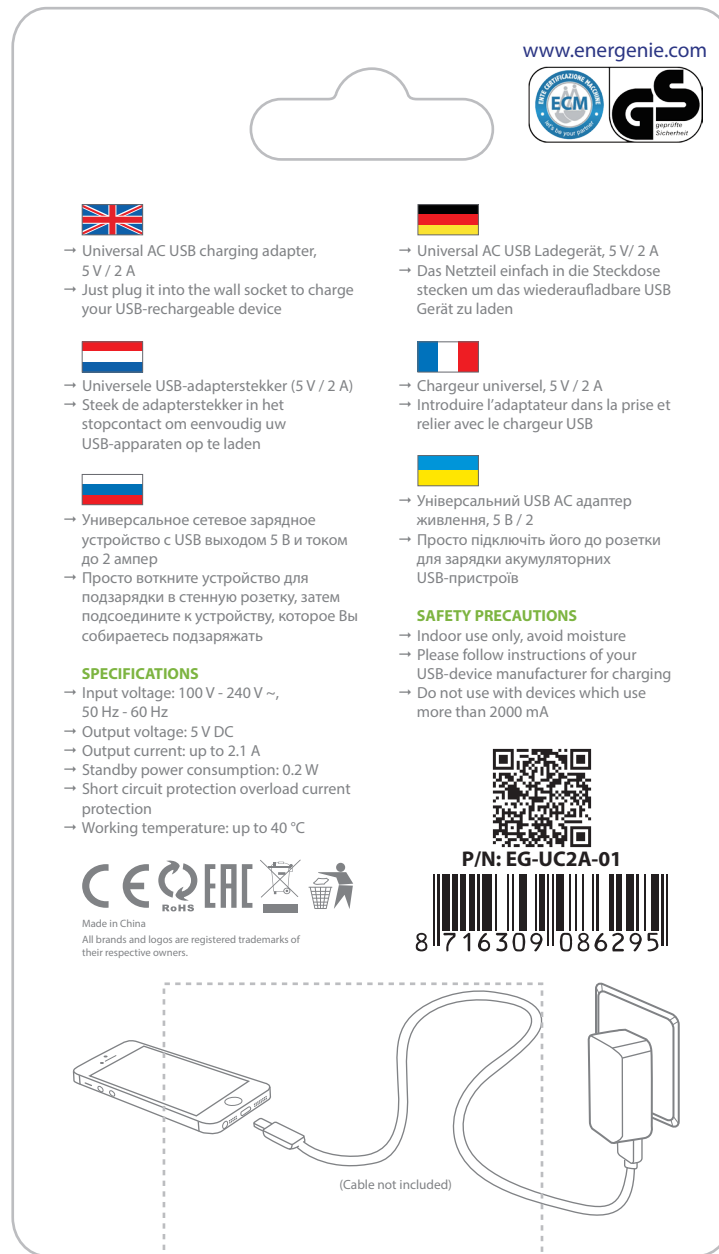 www.energenie.com
ENTE CERTIFICAZIONE MACCHINE
ECM
let's be your partner
GS
geprüfte
Sicherheit
→ Universal AC USB charging adapter,
5 V / 2 A
→ Just plug it into the wall socket to charge
your USB-rechargeable device
→ Universele USB-adapterstekker (5 V / 2 A)
→ Steek de adapterstekker in het
stopcontact om eenvoudig uw
USB-apparaten op te laden
→ Универсальное сетевое зарядное
устройство с USB выходом 5 В и током
до 2 ампер
→ Просто воткните устройство для
подзарядки в стенную розетку, затем
подсоедините к устройству, которое Вы
собираетесь подзаряжать
SPECIFICATIONS
→ Input voltage: 100 V - 240 V ~,
50 Hz - 60 Hz
→ Output voltage: 5 V DC
→ Output current: up to 2.1 A
→ Standby power consumption: 0.2 W
→ Short circuit protection overload current
protection
→ Working temperature: up to 40 °C
CE RoHS EAC
Made in China
All brands and logos are registered trademarks of
their respective owners.
→ Universal AC USB Ladegerät, 5 V/ 2 A
→ Das Netzteil einfach in die Steckdose
stecken um das wiederaufladbare USB
Gerät zu laden
→ Chargeur universel, 5 V / 2 A
→ Introduire l’adaptateur dans la prise et
relier avec le chargeur USB
→ Універсальний USB AC адаптер
живлення, 5 В / 2
→ Просто підключіть його до розетки
для зарядки акумуляторних
USB-пристроїв
SAFETY PRECAUTIONS
→ Indoor use only, avoid moisture
→ Please follow instructions of your
USB-device manufacturer for charging
→ Do not use with devices which use
more than 2000 mA
P/N: EG-UC2A-01
8 716309 086295
(Cable not included)